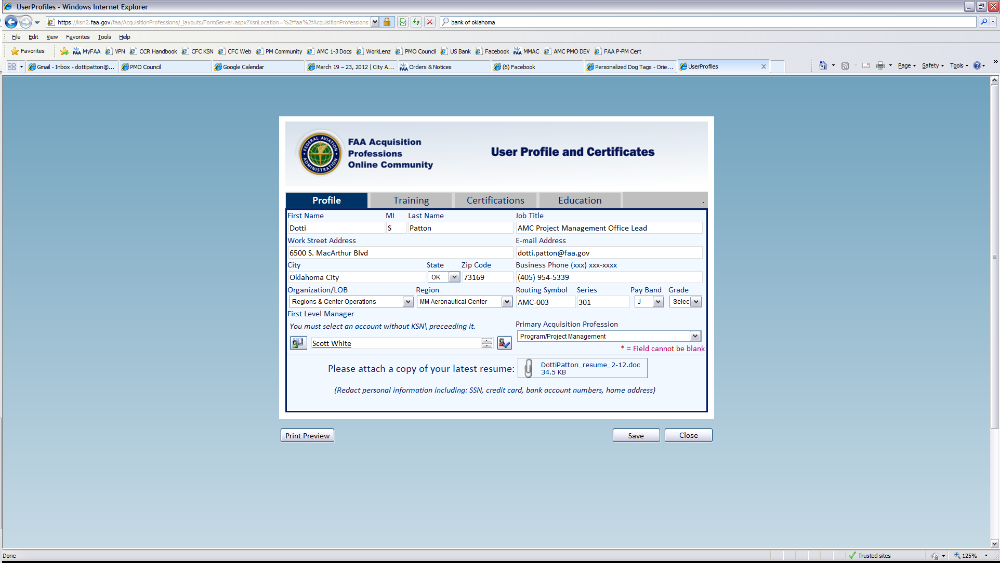 UserProfiles - Windows Internet Explorer
https://ksn2.faa.gov/faa/AcquisitionProfessions/_layouts/FormServer.aspx?XsnLocation=%2ffaa%2fAcquisitionProfessions
bank of oklahoma
File Edit View Favorites Tools Help
Favorites My FAA MyFAA VPN CCR Handbook CFC KSN CFC Web PM Community AMC 1-3 Docs WorkLenz PMO Council US Bank Facebook My FAA MMAC AMC PMO DEV FAA P-PM Cert
Gmail - Inbox - dottipatton@... PMO Council Google Calendar March 19 – 23, 2012 | City A... My FAA Orders & Notices (6) Facebook Personalized Dog Tags - Orie... UserProfiles Page Safety Tools
FEDERAL AVIATION ADMINISTRATION
FAA Acquisition
Professions
Online Community
User Profile and Certificates
Profile Training Certifications Education .
First Name MI Last Name Job Title
Dotti S Patton AMC Project Management Office Lead
Work Street Address E-mail Address
6500 S. MacArthur Blvd dotti.patton@faa.gov
City State Zip Code Business Phone (xxx) xxx-xxxx
Oklahoma City OK 73169 (405) 954-5339
Organization/LOB Region Routing Symbol Series Pay Band Grade
Regions & Center Operations MM Aeronautical Center AMC-003 301 J Selec
First Level Manager
You must select an account without KSN\ preceeding it.
Primary Acquisition Profession
Scott White
Program/Project Management
* = Field cannot be blank
Please attach a copy of your latest resume:
DottiPatton_resume_2-12.doc
34.5 KB
(Redact personal information including: SSN, credit card, bank account numbers, home address)
Print Preview Save Close
Done Trusted sites 125%